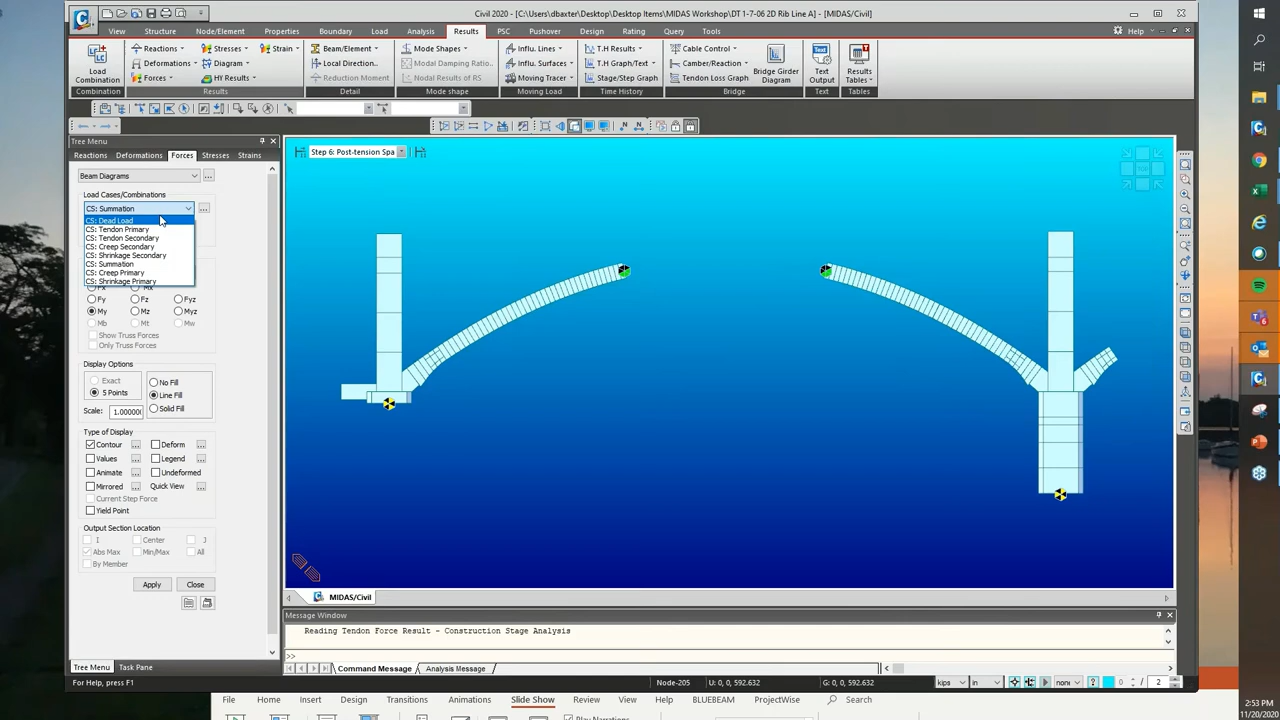 Civil 2020 - [C:\Users\dbaxter\Desktop\Desktop Items\MIDAS Workshop\DT 1-7-06 2D Rib Line A] - [MIDAS/Civil]
View Structure Node/Element Properties Boundary Load Analysis Results PSC Pushover Design Rating Query Tools Help
Reactions Stresses Strain Beam/Element Mode Shapes Influ. Lines T.H Results Cable Control
Load Combination Deformations Diagram Local Direction.. Modal Damping Ratio.. Influ. Surfaces T.H Graph/Text Camber/Reaction Bridge Girder Diagram Text Output Results Tables
Forces HY Results Reduction Moment Nodal Results of RS Moving Tracer Stage/Step Graph Tendon Loss Graph
Combination Results Detail Mode shape Moving Load Time History Bridge Text Tables
Tree Menu
Reactions Deformations Forces Stresses Strains
Step 6: Post-tension Spa
Beam Diagrams
Load Cases/Combinations
CS: Summation
CS: Dead Load
CS: Tendon Primary
CS: Tendon Secondary
CS: Creep Secondary
CS: Shrinkage Secondary
CS: Summation
CS: Creep Primary
CS: Shrinkage Primary
Fx Mx
Fy Fz Fyz
My Mz Myz
Mb Mt Mw
Show Truss Forces
Only Truss Forces
Display Options
Exact No Fill
5 Points Line Fill
Scale: 1.00000 Solid Fill
Type of Display
Contour Deform
Values Legend
Animate Undeformed
Mirrored Quick View
Current Step Force
Yield Point
Output Section Location
I Center J
Abs Max Min/Max All
By Member
Apply Close
MIDAS/Civil
Message Window
Reading Tendon Force Result - Construction Stage Analysis
>>
Tree Menu Task Pane
Command Message Analysis Message
For Help, press F1
Node-205 U: 0, 0, 592.632 G: 0, 0, 592.632 kips in none 0 / 2
File Home Insert Design Transitions Animations Slide Show Review View Help BLUEBEAM ProjectWise Search
Play Narrations
2:53 PM
11/20/2020